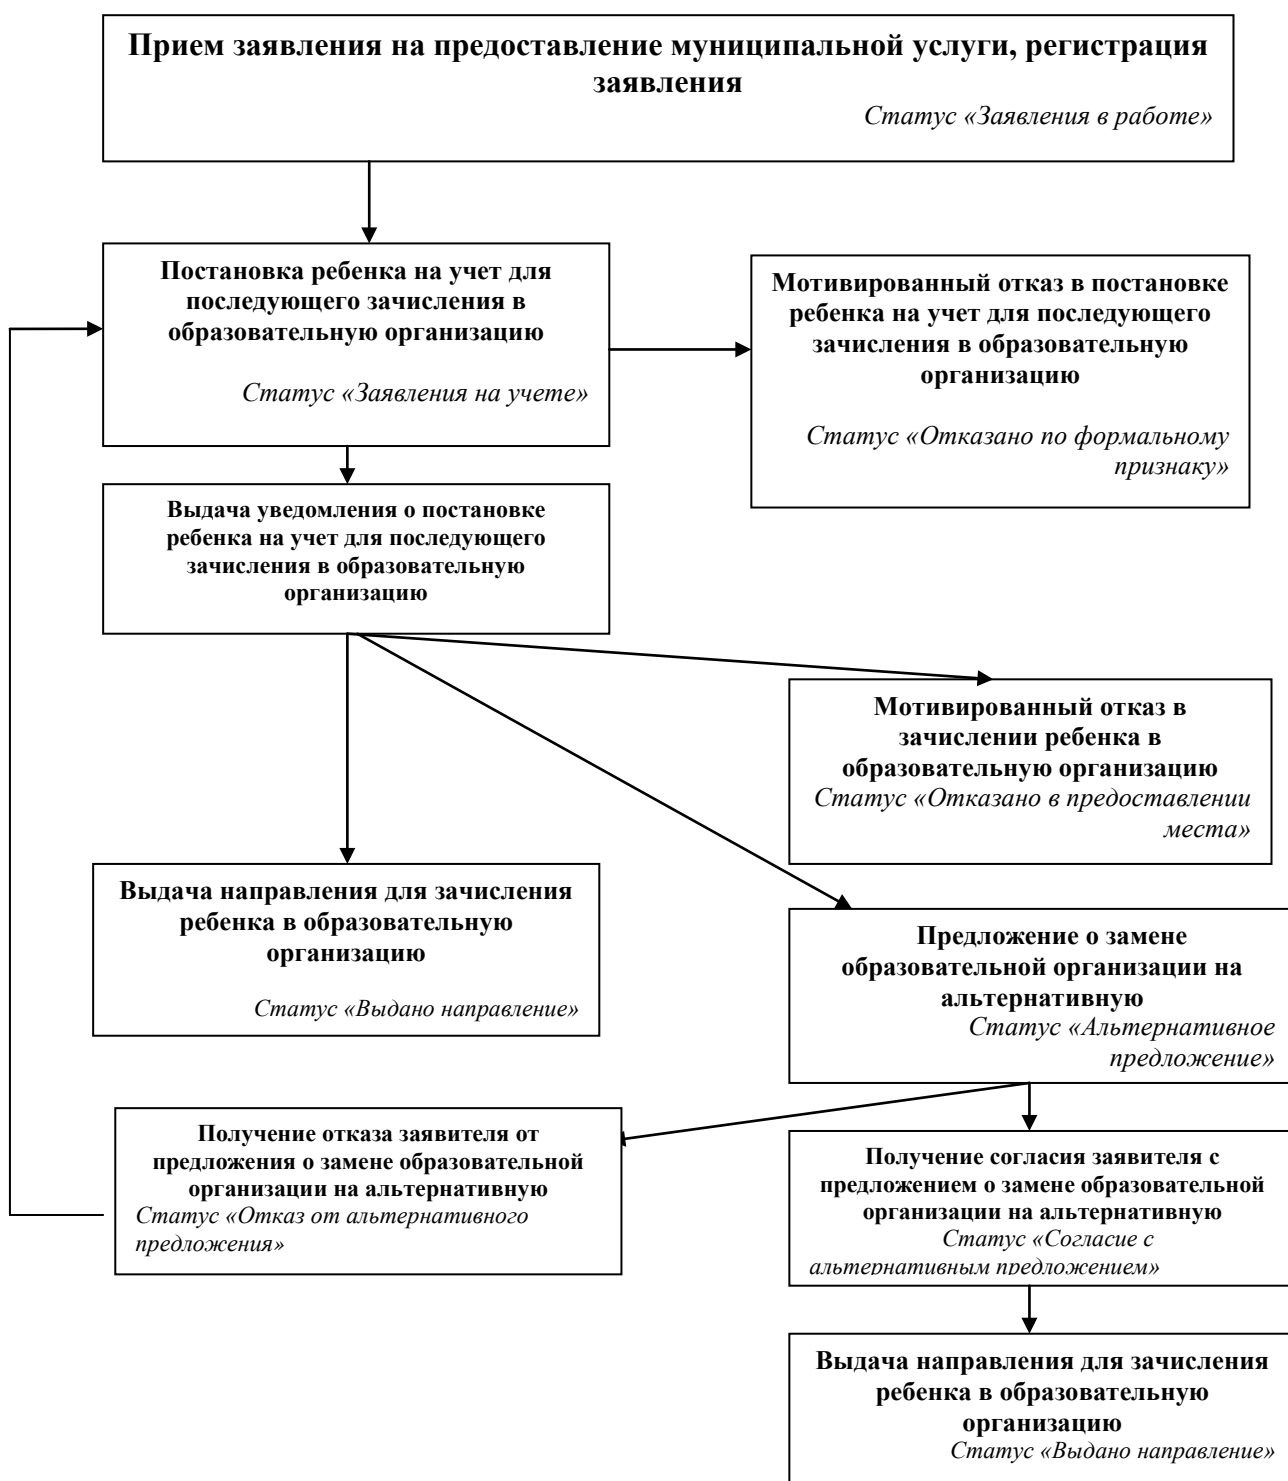 Прием заявления на предоставление муниципальной услуги, регистрация
заявления
Статус «Заявления в работе»
Постановка ребенка на учет для
последующего зачисления в
образовательную организацию
Статус «Заявления на учете»
Мотивированный отказ в постановке
ребенка на учет для последующего
зачисления в образовательную
организацию
Статус «Отказано по формальному
признаку»
Выдача уведомления о постановке
ребенка на учет для последующего
зачисления в образовательную
организацию
Мотивированный отказ в
зачислении ребенка в
образовательную организацию
Статус «Отказано в предоставлении
места»
Выдача направления для зачисления
ребенка в образовательную
организацию
Статус «Выдано направление»
Предложение о замене
образовательной организации на
альтернативную
Статус «Альтернативное
предложение»
Получение отказа заявителя от
предложения о замене образовательной
организации на альтернативную
Статус «Отказ от альтернативного
предложения»
Получение согласия заявителя с
предложением о замене образовательной
организации на альтернативную
Статус «Согласие с
альтернативным предложением»
Выдача направления для зачисления
ребенка в образовательную
организацию
Статус «Выдано направление»